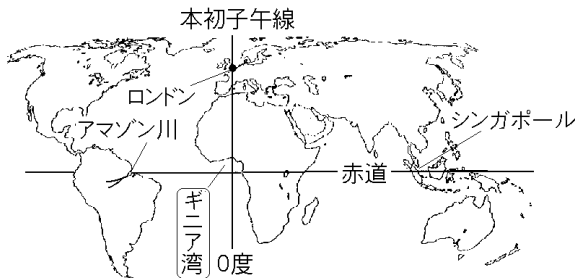 本初子午線
ロンドン
アマゾン川
シンガポール
赤道
ギニア湾
0度